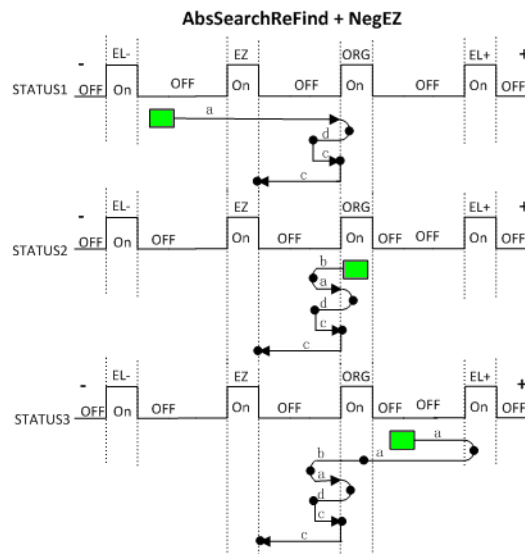 AbsSearchReFind + NegEZ
- EL- EZ ORG EL+ +
STATUS1 OFF On OFF On OFF On OFF On OFF
a
d
c
c
- EL- EZ ORG EL+ +
STATUS2 OFF On OFF On OFF On OFF OFF On OFF
b
a
d
c
c
- EL- EZ ORG EL+ +
STATUS3 OFF On OFF On OFF On OFF OFF On OFF
a
b a
a
d
c
c